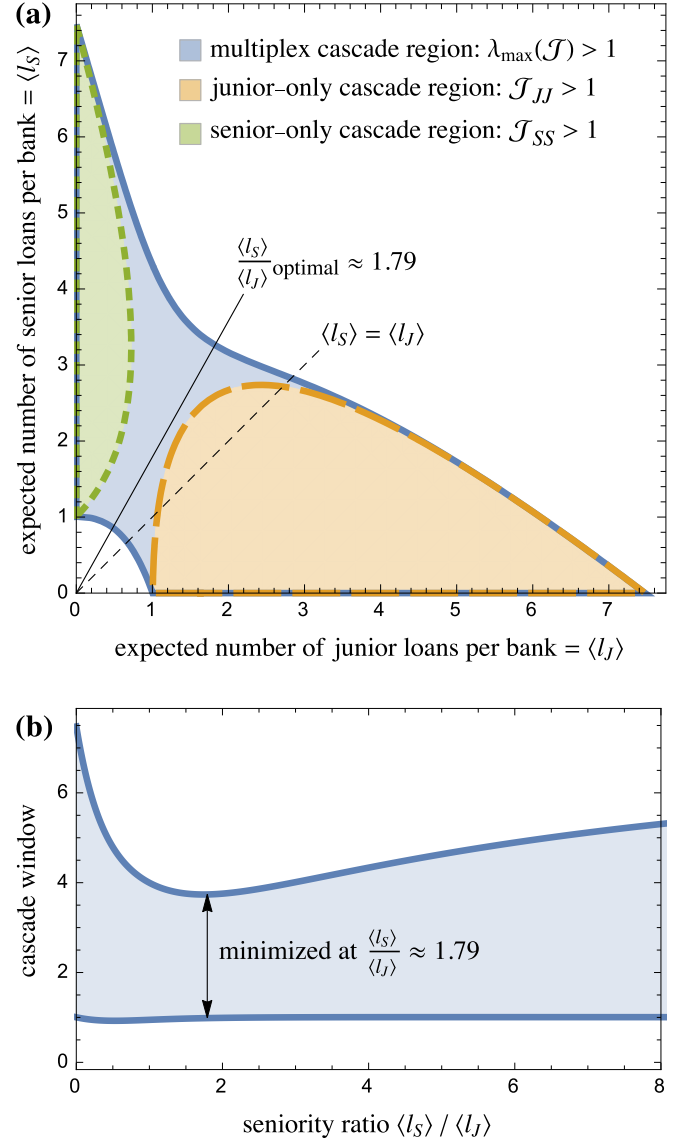 (a)
multiplex cascade region: λmax(𝒥) > 1
junior–only cascade region: 𝒥JJ > 1
senior–only cascade region: 𝒥SS > 1
⟨lS⟩/⟨lJ⟩ optimal ≈ 1.79
⟨lS⟩ = ⟨lJ⟩
expected number of senior loans per bank = ⟨lS⟩
7
6
5
4
3
2
1
0
0 1 2 3 4 5 6 7
expected number of junior loans per bank = ⟨lJ⟩
(b)
cascade window
6
4
2
0
minimized at ⟨lS⟩/⟨lJ⟩ ≈ 1.79
0 2 4 6 8
seniority ratio ⟨lS⟩ / ⟨lJ⟩